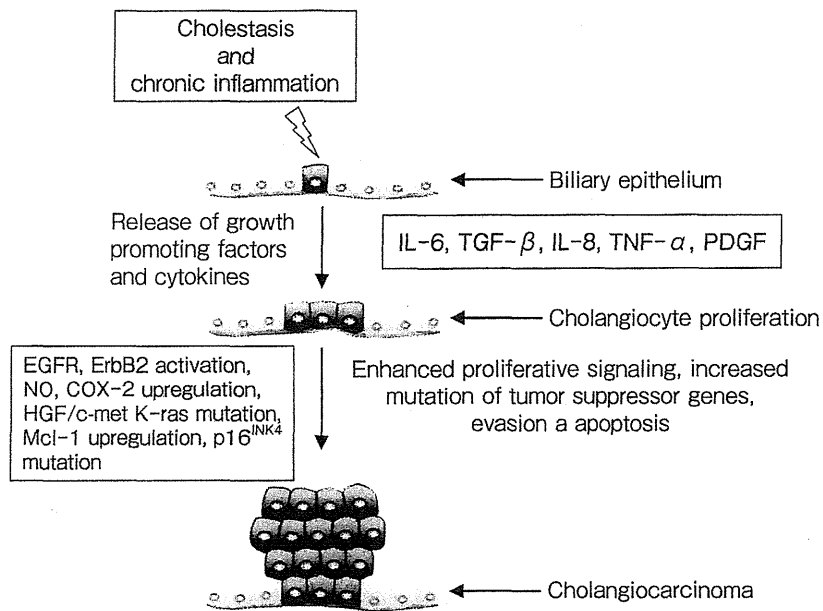 Cholestasis
and
chronic inflammation
Biliary epithelium
Release of growth
promoting factors
and cytokines
IL-6, TGF-β, IL-8, TNF-α, PDGF
Cholangiocyte proliferation
EGFR, ErbB2 activation,
NO, COX-2 upregulation,
HGF/c-met K-ras mutation,
Mcl-1 upregulation, p16INK4
mutation
Enhanced proliferative signaling, increased
mutation of tumor suppressor genes,
evasion a apoptosis
Cholangiocarcinoma